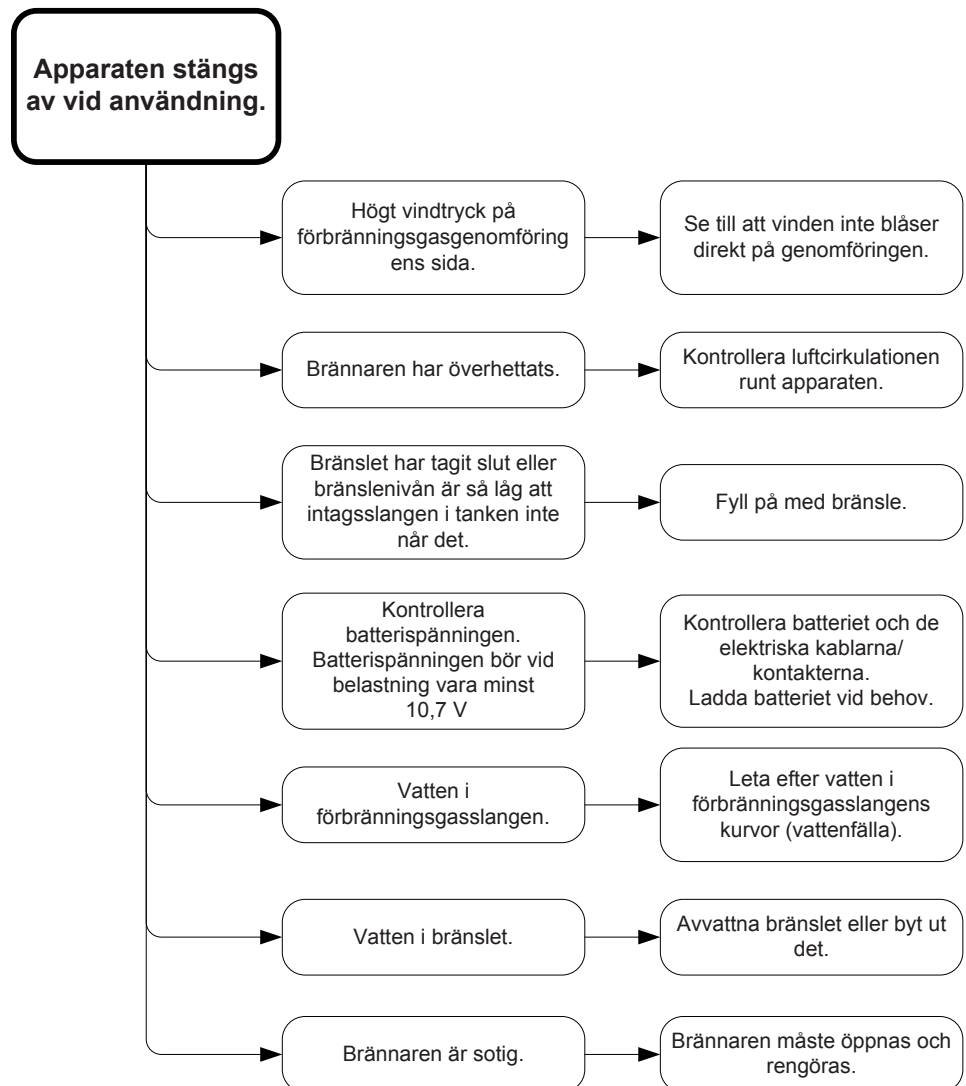 Apparaten stängs
av vid användning.
Högt vindtryck på
förbränningsgasgenomföring
ens sida.
Se till att vinden inte blåser
direkt på genomföringen.
Brännaren har överhettats.
Kontrollera luftcirkulationen
runt apparaten.
Bränslet har tagit slut eller
bränslenivån är så låg att
intagsslangen i tanken inte
når det.
Fyll på med bränsle.
Kontrollera
batterispänningen.
Batterispänningen bör vid
belastning vara minst
10,7 V
Kontrollera batteriet och de
elektriska kablarna/
kontakterna.
Ladda batteriet vid behov.
Vatten i
förbränningsgasslangen.
Leta efter vatten i
förbränningsgasslangens
kurvor (vattenfälla).
Vatten i bränslet.
Avvattna bränslet eller byt ut
det.
Brännaren är sotig.
Brännaren måste öppnas och
rengöras.